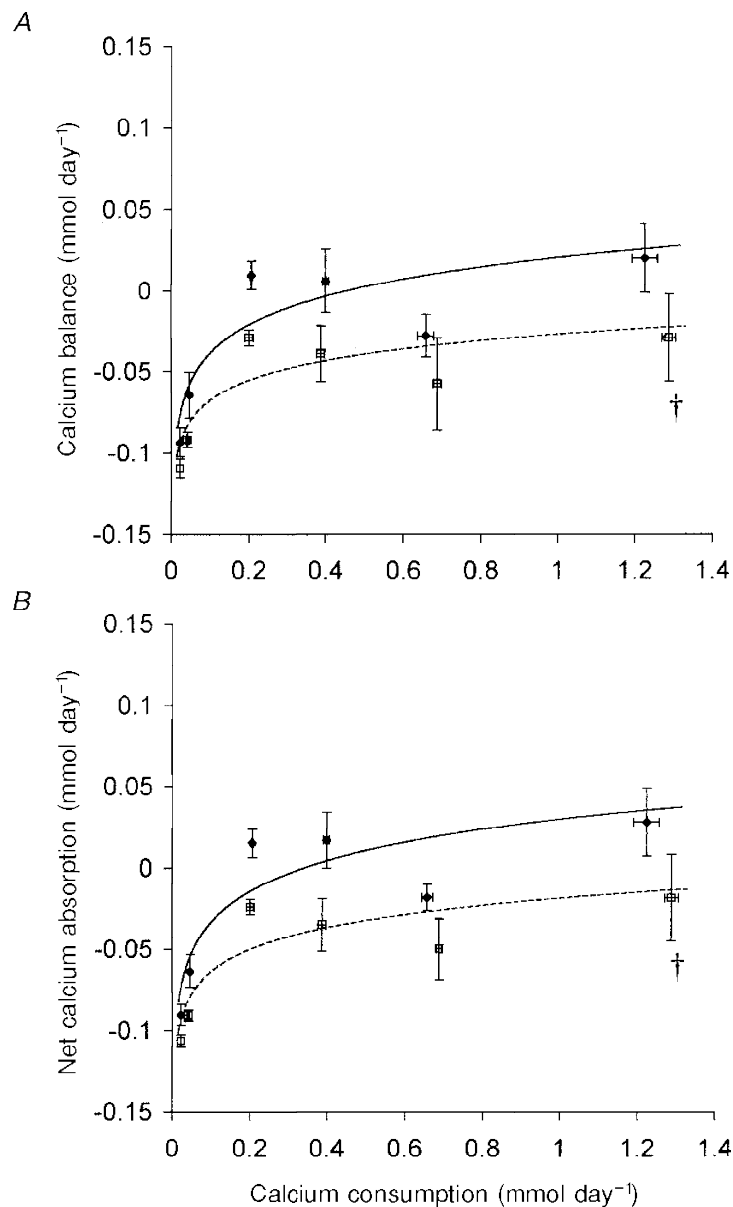 A
Calcium balance (mmol day⁻¹)
0.15
0.1
0.05
0
-0.05
-0.1
-0.15
†
0 0.2 0.4 0.6 0.8 1 1.2 1.4
B
Net calcium absorption (mmol day⁻¹)
0.15
0.1
0.05
0
-0.05
-0.1
-0.15
†
0 0.2 0.4 0.6 0.8 1 1.2 1.4
Calcium consumption (mmol day⁻¹)